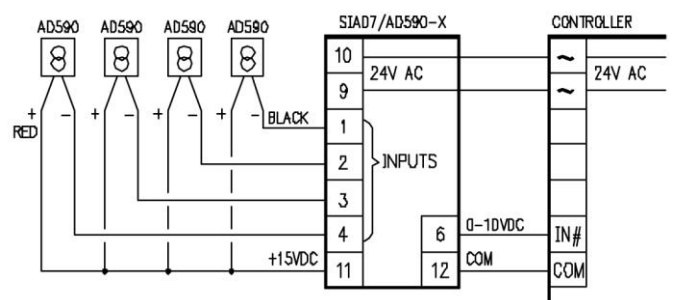 AD590 AD590 AD590 AD590 SIAD7/AD590-X CONTROLLER
10 ~
24V AC 24V AC
9 ~
+ - + - + - + -
RED BLACK 1
2 INPUTS
3
4 6 0-10VDC IN#
+15VDC 11 12 COM COM